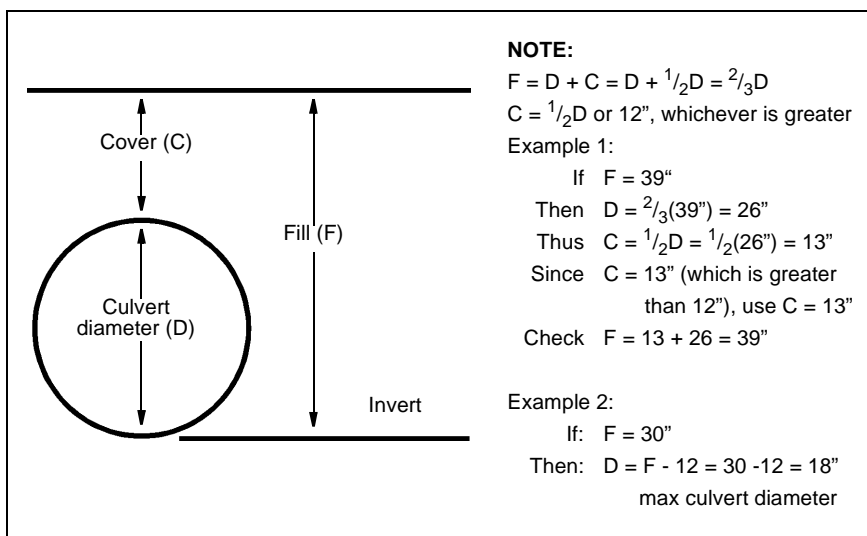 Cover (C)
Fill (F)
Culvert
diameter (D)
Invert
NOTE:
F = D + C = D + 1/2D = 2/3D
C = 1/2D or 12”, whichever is greater
Example 1:
If F = 39“
Then D = 2/3(39”) = 26”
Thus C = 1/2D = 1/2(26”) = 13”
Since C = 13” (which is greater
than 12”), use C = 13”
Check F = 13 + 26 = 39”
Example 2:
If: F = 30”
Then: D = F - 12 = 30 -12 = 18”
max culvert diameter